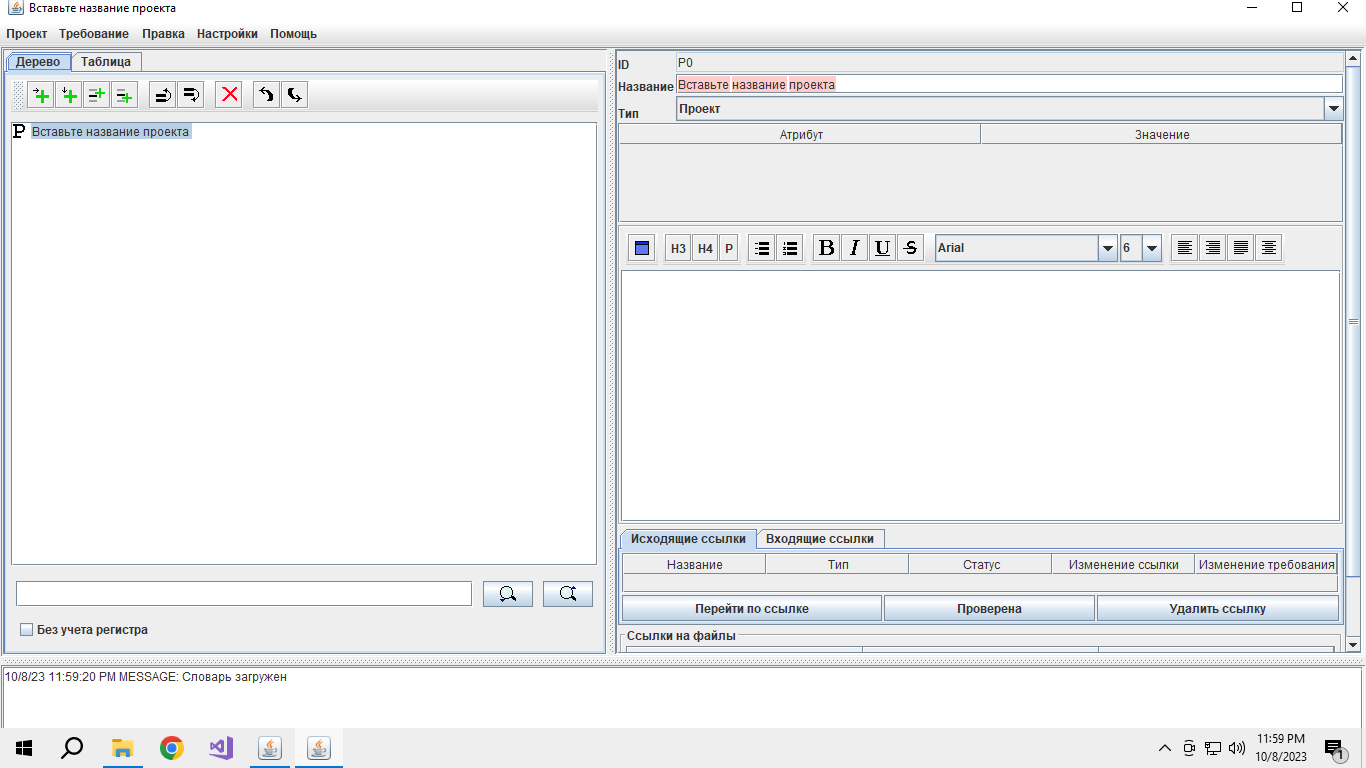 Вставьте название проекта
Проект Требование Правка Настройки Помощь
Дерево Таблица
P Вставьте название проекта
Без учета регистра
ID P0
Название Вставьте название проекта
Тип Проект
Атрибут Значение
H3 H4 P B I U S Arial 6
Исходящие ссылки Входящие ссылки
Название Тип Статус Изменение ссылки Изменение требования
Перейти по ссылке Проверена Удалить ссылку
Ссылки на файлы
10/8/23 11:59:20 PM MESSAGE: Словарь загружен
11:59 PM
10/8/2023
1